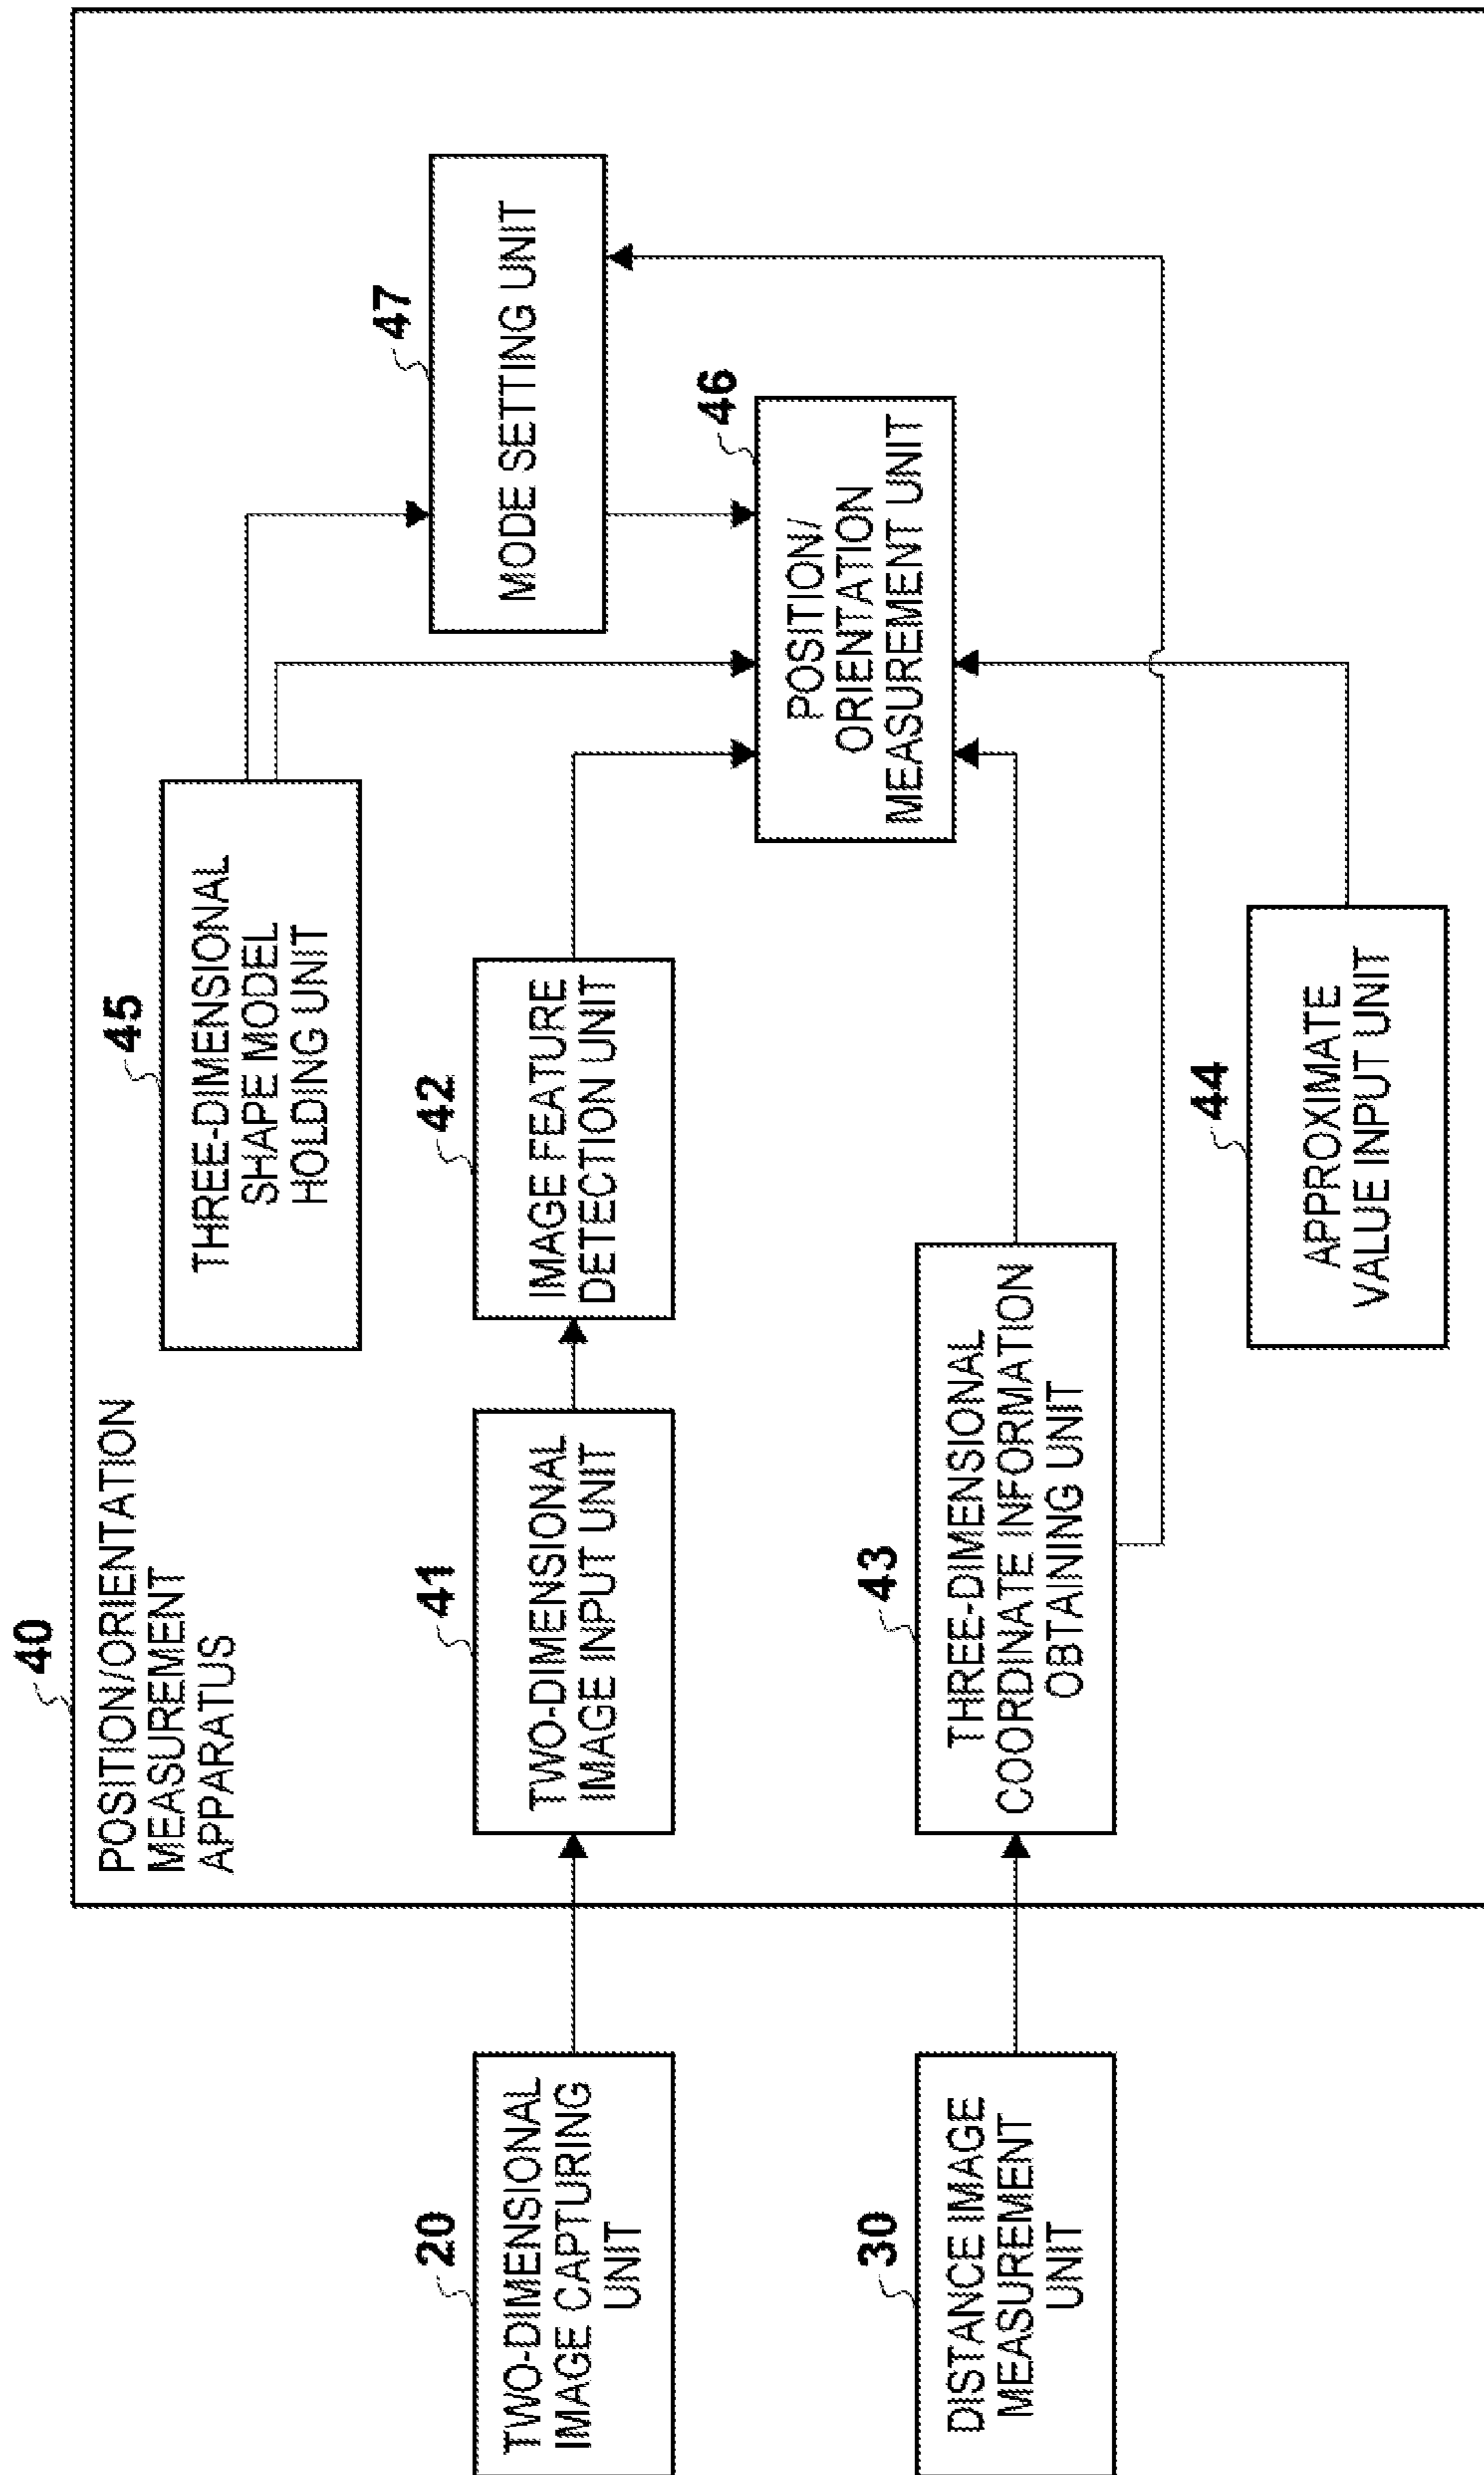 40
POSITION/ORIENTATION
MEASUREMENT
APPARATUS
45
THREE-DIMENSIONAL
SHAPE MODEL
HOLDING UNIT
47
MODE SETTING UNIT
20
TWO-DIMENSIONAL
IMAGE CAPTURING
UNIT
41
TWO-DIMENSIONAL
IMAGE INPUT UNIT
42
IMAGE FEATURE
DETECTION UNIT
46
POSITION/
ORIENTATION
MEASUREMENT UNIT
30
DISTANCE IMAGE
MEASUREMENT
UNIT
43
THREE-DIMENSIONAL
COORDINATE INFORMATION
OBTAINING UNIT
44
APPROXIMATE
VALUE INPUT UNIT